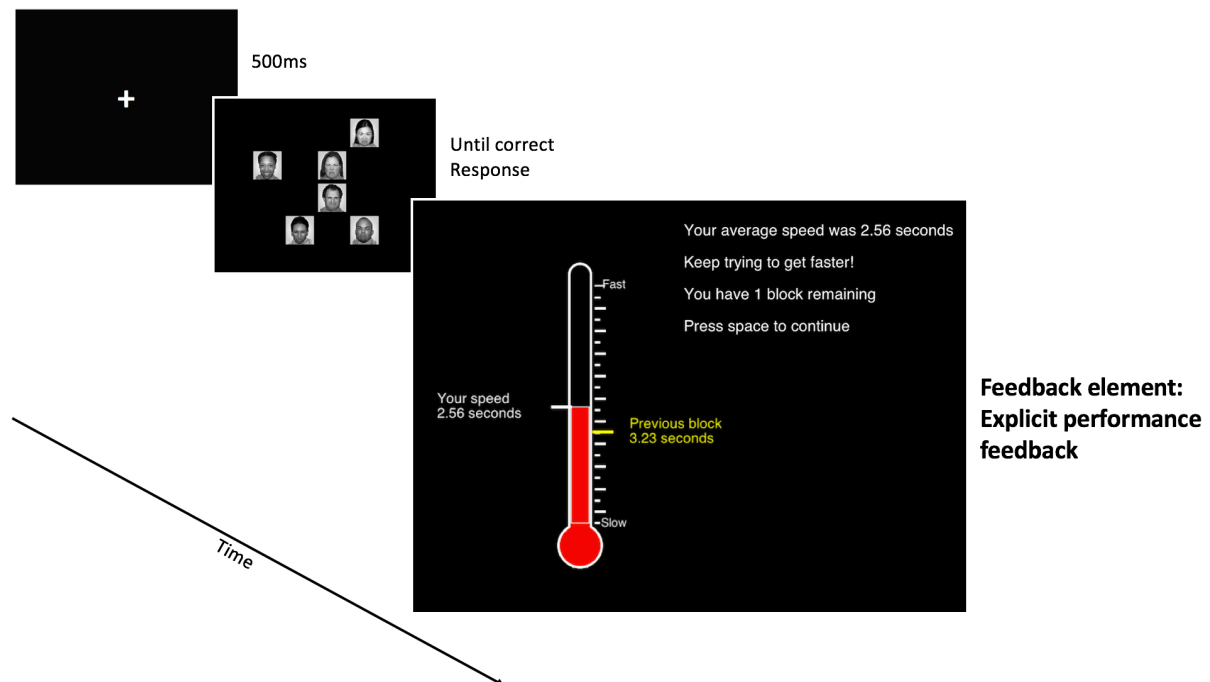 500ms
Until correct
Response
Your average speed was 2.56 seconds
Keep trying to get faster!
You have 1 block remaining
Press space to continue
Fast
Your speed
2.56 seconds
Previous block
3.23 seconds
Slow
Feedback element:
Explicit performance
feedback
Time